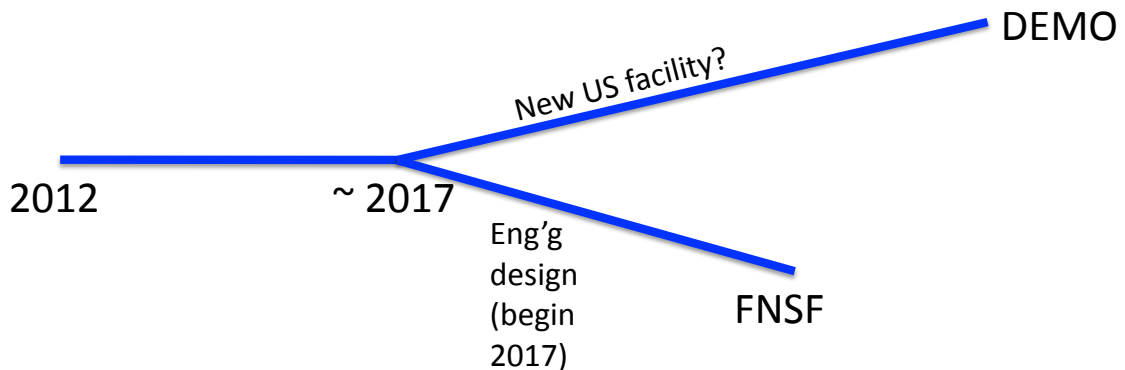 DEMO
New US facility?
2012
~ 2017
Eng’g
design
(begin
2017)
FNSF